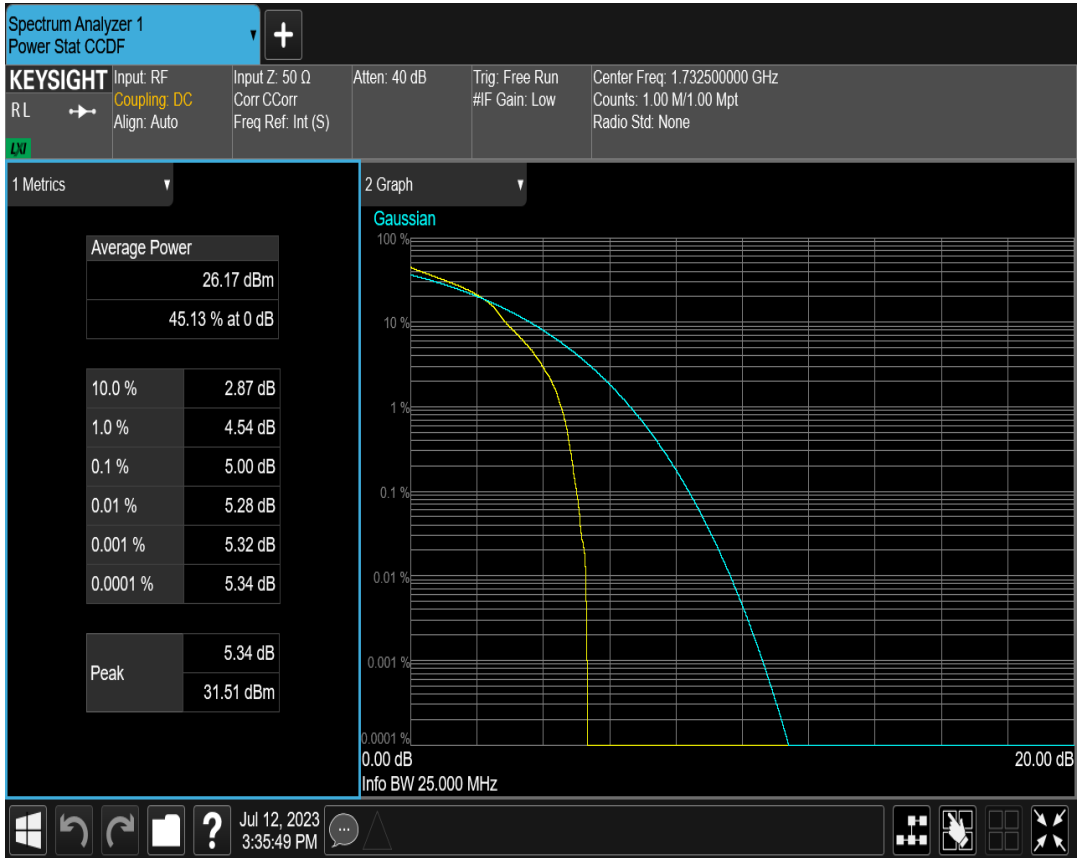 Spectrum Analyzer 1
Power Stat CCDF
KEYSIGHT
RL
LXI
Input: RF
Coupling: DC
Align: Auto
Input Z: 50 Ω
Corr CCorr
Freq Ref: Int (S)
Atten: 40 dB
Trig: Free Run
#IF Gain: Low
Center Freq: 1.732500000 GHz
Counts: 1.00 M/1.00 Mpt
Radio Std: None
1 Metrics
Average Power
26.17 dBm
45.13 % at 0 dB
10.0 % 2.87 dB
1.0 % 4.54 dB
0.1 % 5.00 dB
0.01 % 5.28 dB
0.001 % 5.32 dB
0.0001 % 5.34 dB
Peak
5.34 dB
31.51 dBm
2 Graph
Gaussian
100 %
10 %
1 %
0.1 %
0.01 %
0.001 %
0.0001 %
0.00 dB 20.00 dB
Info BW 25.000 MHz
?
Jul 12, 2023
3:35:49 PM